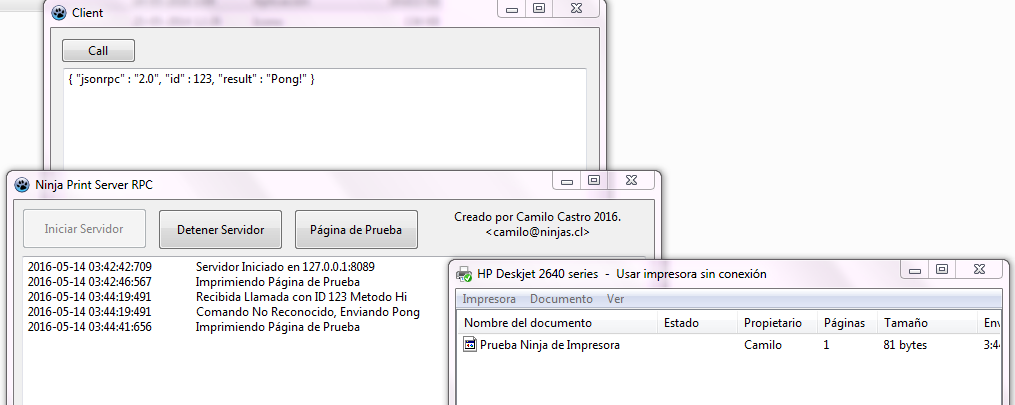 Client
Call
{ "jsonrpc" : "2.0", "id" : 123, "result" : "Pong!" }
Ninja Print Server RPC
Iniciar Servidor Detener Servidor Página de Prueba
Creado por Camilo Castro 2016.
<camilo@ninjas.cl>
2016-05-14 03:42:42:709 Servidor Iniciado en 127.0.0.1:8089
2016-05-14 03:42:46:567 Imprimiendo Página de Prueba
2016-05-14 03:44:19:491 Recibida Llamada con ID 123 Metodo Hi
2016-05-14 03:44:19:491 Comando No Reconocido, Enviando Pong
2016-05-14 03:44:41:656 Imprimiendo Página de Prueba
HP Deskjet 2640 series - Usar impresora sin conexión
Impresora Documento Ver
Nombre del documento Estado Propietario Páginas Tamaño Env
Prueba Ninja de Impresora Camilo 1 81 bytes 3:44